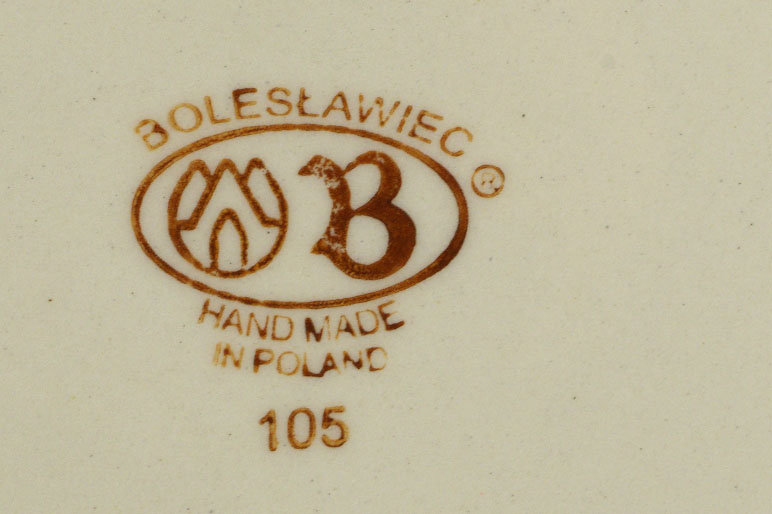 BOLESŁAWIEC
®
B
HAND MADE
IN POLAND
105